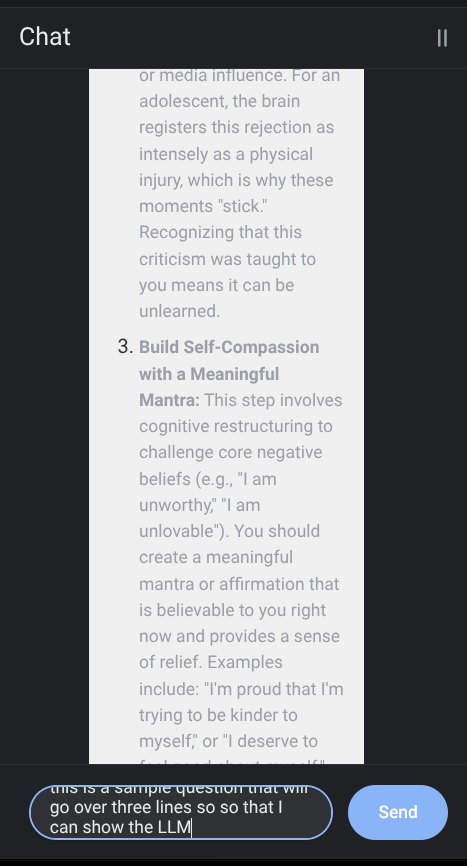 Chat
or media influence. For an
adolescent, the brain
registers this rejection as
intensely as a physical
injury, which is why these
moments "stick."
Recognizing that this
criticism was taught to
you means it can be
unlearned.
3. Build Self-Compassion
with a Meaningful
Mantra: This step involves
cognitive restructuring to
challenge core negative
beliefs (e.g., "I am
unworthy," "I am
unlovable"). You should
create a meaningful
mantra or affirmation that
is believable to you right
now and provides a sense
of relief. Examples
include: "I'm proud that I'm
trying to be kinder to
myself," or "I deserve to
feel good about myself."
this is a sample question that will
go over three lines so so that I
can show the LLM
Send